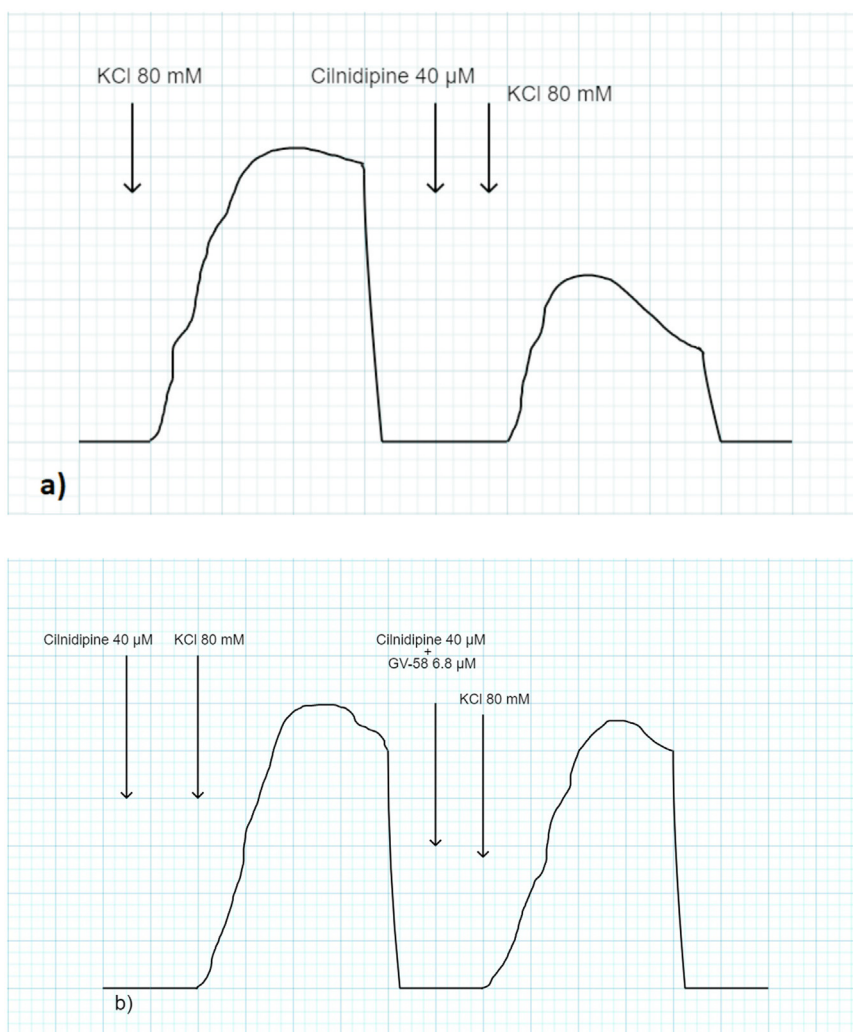 KCl 80 mM
Cilnidipine 40 µM
KCl 80 mM
a)
Cilnidipine 40 µM
KCl 80 mM
Cilnidipine 40 µM
+
GV-58 6.8 µM
KCl 80 mM
b)